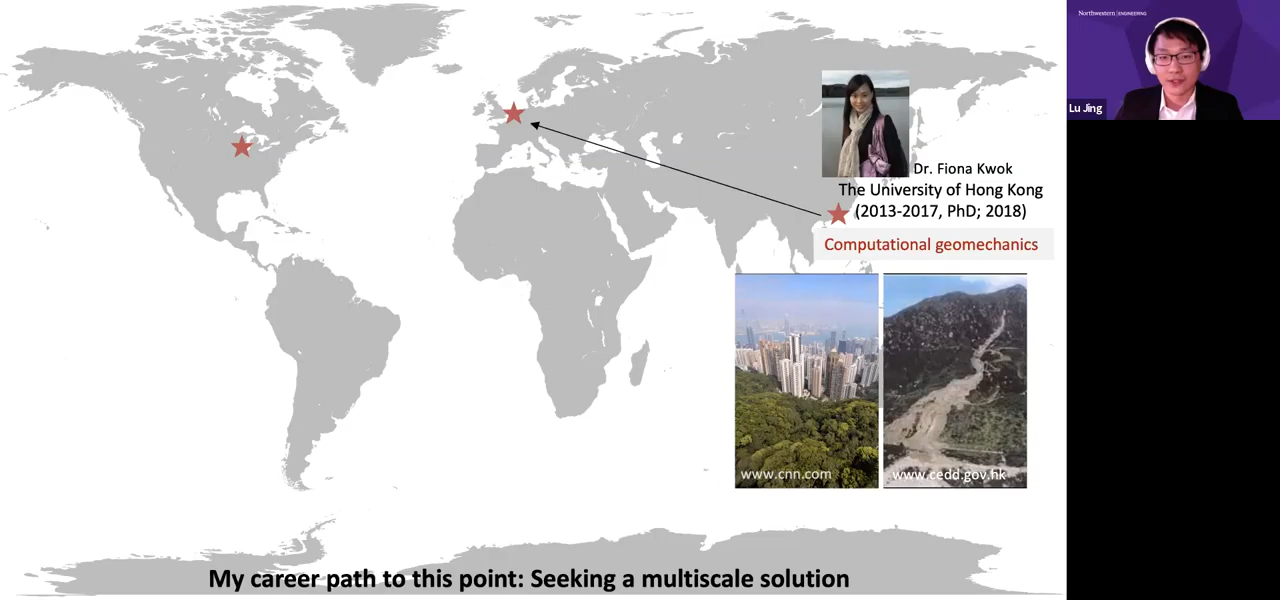 Northwestern | ENGINEERING
Lu Jing
Dr. Fiona Kwok
The University of Hong Kong
(2013-2017, PhD; 2018)
Computational geomechanics
www.cnn.com
www.cedd.gov.hk
My career path to this point: Seeking a multiscale solution